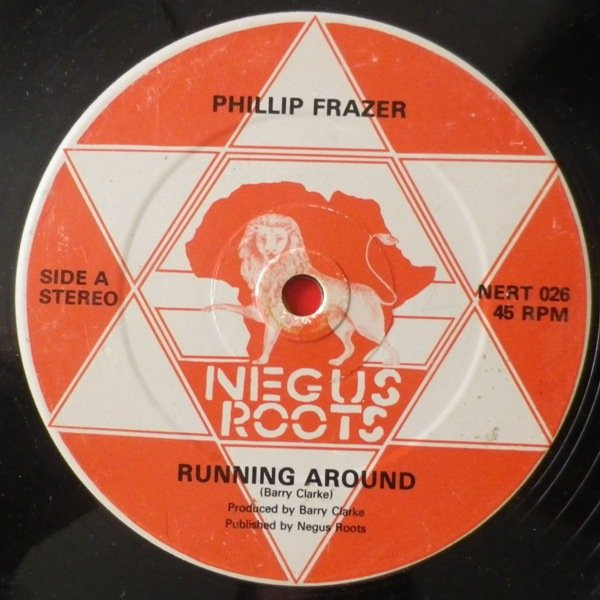 PHILLIP FRAZER
SIDE A
STEREO
NERT 026
45 RPM
NEGUS
ROOTS
RUNNING AROUND
(Barry Clarke)
Produced by Barry Clarke
Published by Negus Roots